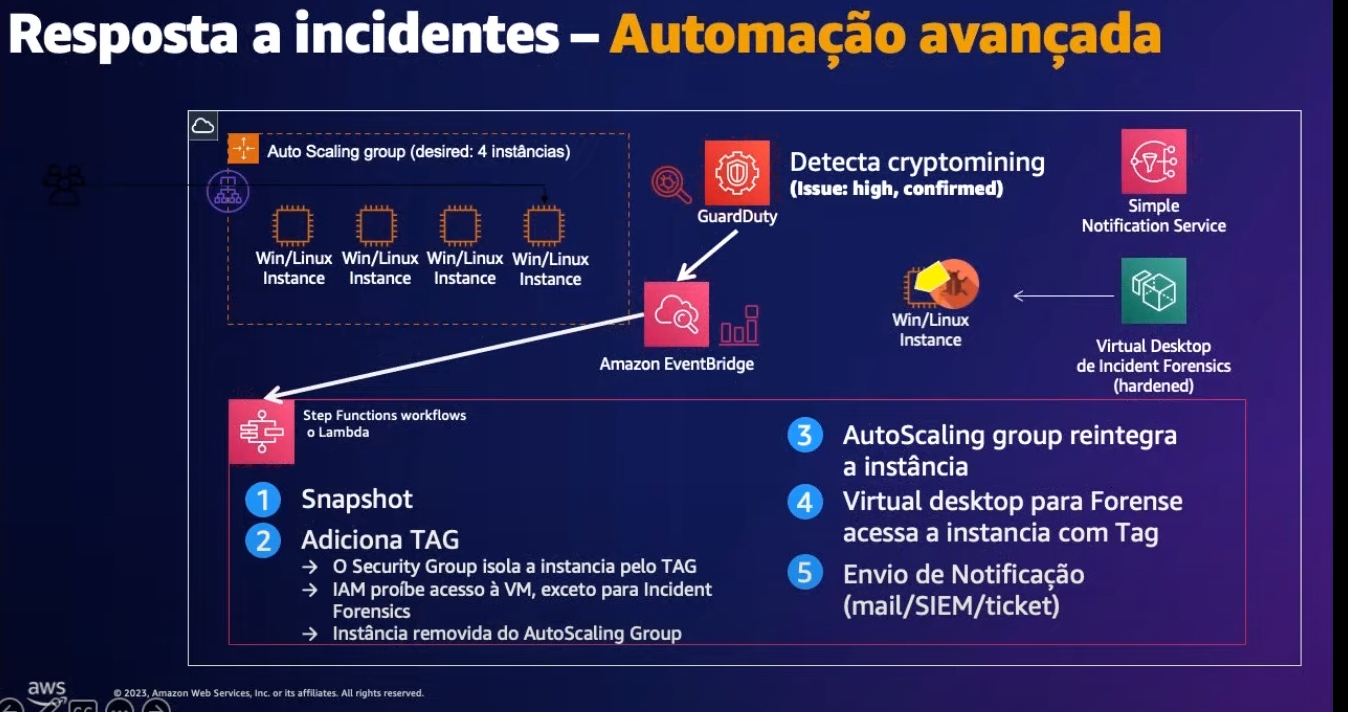 Resposta a incidentes – Automação avançada
Auto Scaling group (desired: 4 instâncias)
Win/Linux
Instance
Win/Linux
Instance
Win/Linux
Instance
Win/Linux
Instance
GuardDuty
Detecta cryptomining
(Issue: high, confirmed)
Simple
Notification Service
Amazon EventBridge
Win/Linux
Instance
Virtual Desktop
de Incident Forensics
(hardened)
Step Functions workflows
o Lambda
1 Snapshot
2 Adiciona TAG
→ O Security Group isola a instancia pelo TAG
→ IAM proíbe acesso à VM, exceto para Incident
Forensics
→ Instância removida do AutoScaling Group
3 AutoScaling group reintegra
a instância
4 Virtual desktop para Forense
acessa a instancia com Tag
5 Envio de Notificação
(mail/SIEM/ticket)
aws
© 2023, Amazon Web Services, Inc. or its affiliates. All rights reserved.